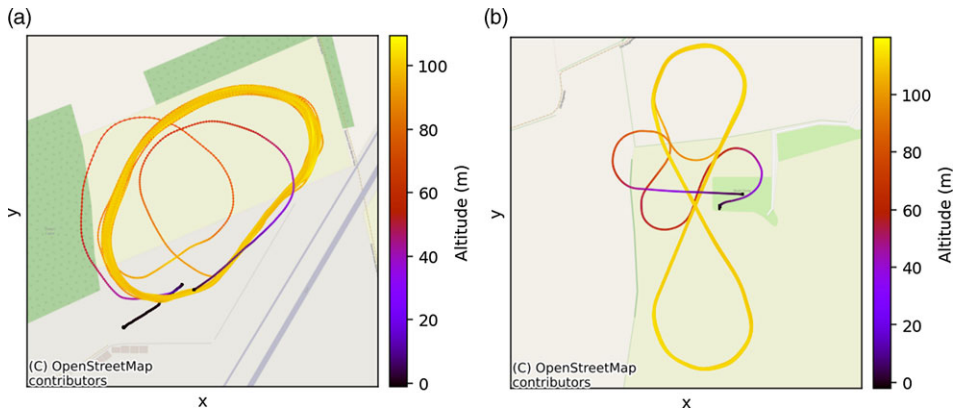 (a)
(b)
y
100
80
60
40
20
0
Altitude (m)
(C) OpenStreetMap
contributors
x
y
100
80
60
40
20
0
Altitude (m)
(C) OpenStreetMap
contributors
x